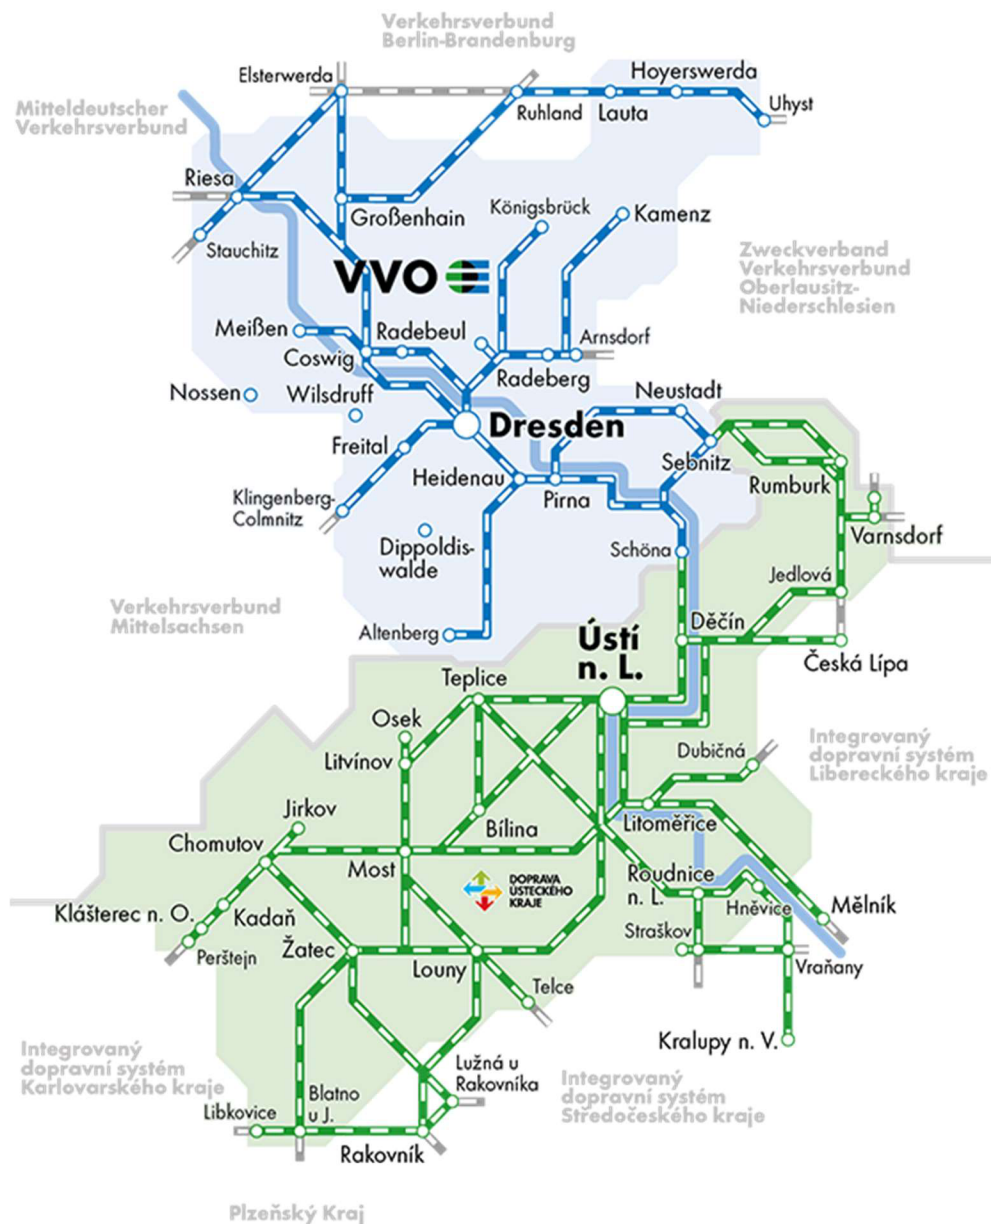 Verkehrsverbund
Berlin-Brandenburg
Elsterwerda
Hoyerswerda
Mitteldeutscher
Verkehrsverbund
Ruhland
Lauta
Uhyst
Riesa
Großenhain
Königsbrück
Kamenz
Stauchitz
VVO
Zweckverband
Verkehrsverbund
Oberlausitz-
Niederschlesien
Meißen
Radebeul
Arnsdorf
Coswig
Radeberg
Nossen
Wilsdruff
Neustadt
Dresden
Freital
Sebnitz
Heidenau
Pirna
Rumburk
Klingenberg-
Colmnitz
Varnsdorf
Dippoldis-
walde
Schöna
Jedlová
Verkehrsverbund
Mittelsachsen
Altenberg
Děčín
Ústí
n. L.
Česká Lípa
Teplice
Osek
Dubičná
Integrovaný
dopravní systém
Libereckého kraje
Litvínov
Jirkov
Chomutov
Bílina
Litoměřice
Most
DOPRAVA
ÚSTECKÉHO
KRAJE
Roudnice
n. L.
Hněvice
Mělník
Klášterec n. O.
Kadaň
Perštejn
Žatec
Louny
Straškov
Vraňany
Telce
Kralupy n. V.
Integrovaný
dopravní systém
Karlovarského kraje
Lužná u
Rakovníka
Integrovaný
dopravní systém
Středočeského kraje
Libkovice
Blatno
u J.
Rakovník
Plzeňský Kraj